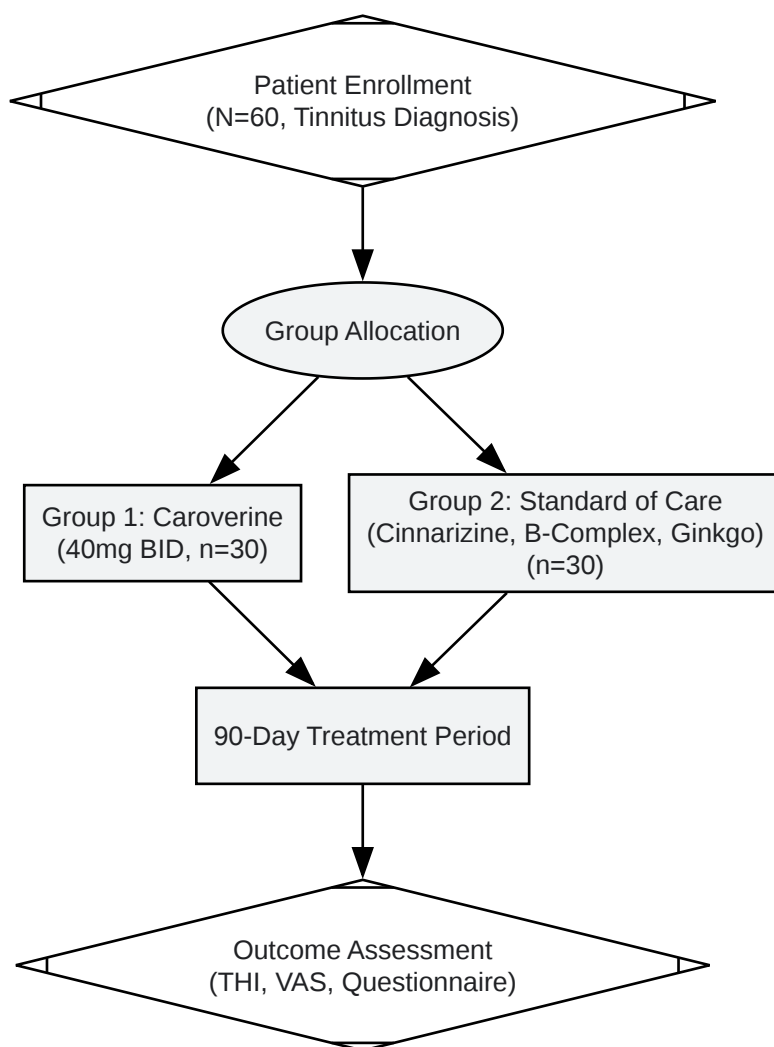 Patient Enrollment
(N=60, Tinnitus Diagnosis)
Group Allocation
Group 1: Caroverine
(40mg BID, n=30)
Group 2: Standard of Care
(Cinnarizine, B-Complex, Ginkgo)
(n=30)
90-Day Treatment Period
Outcome Assessment
(THI, VAS, Questionnaire)